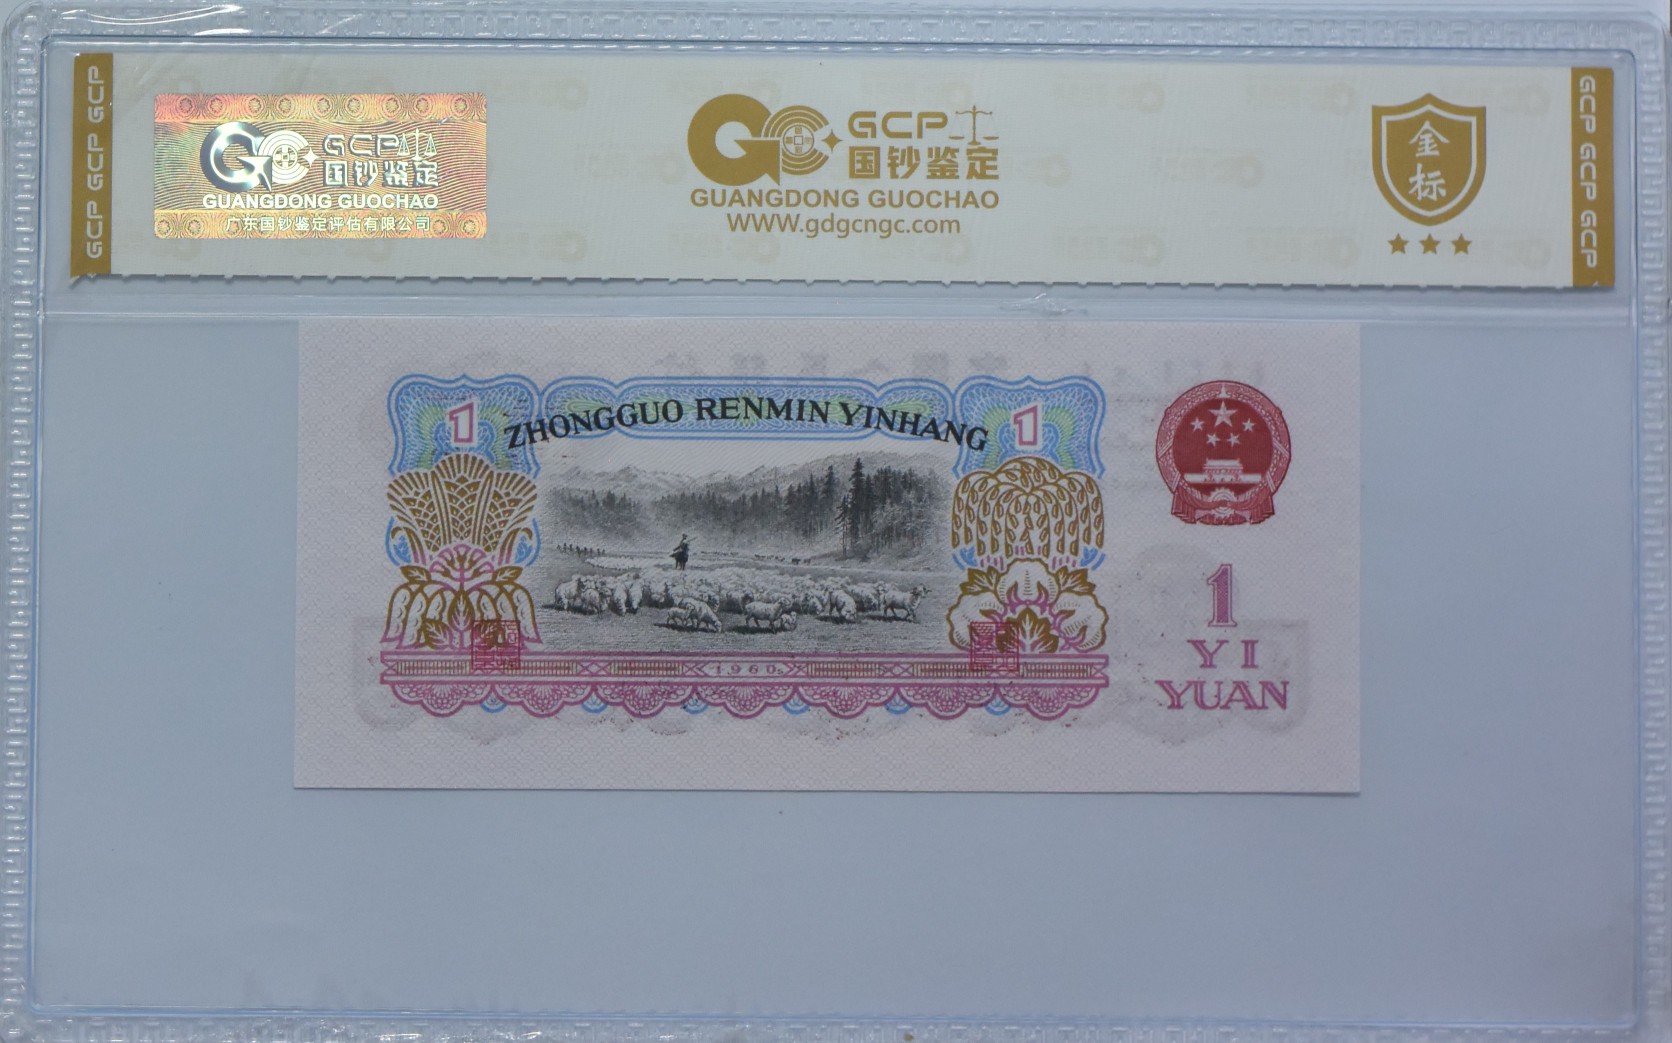 GCP GCP GCP
GCP
国钞鉴定
GUANGDONG GUOCHAO
广东国钞鉴定评估有限公司
GCP
国钞鉴定
GUANGDONG GUOCHAO
WWW.gdgcngc.com
金标
GCP GCP GCP
1
ZHONGGUO RENMIN YINHANG
1
1
YI
YUAN
1960